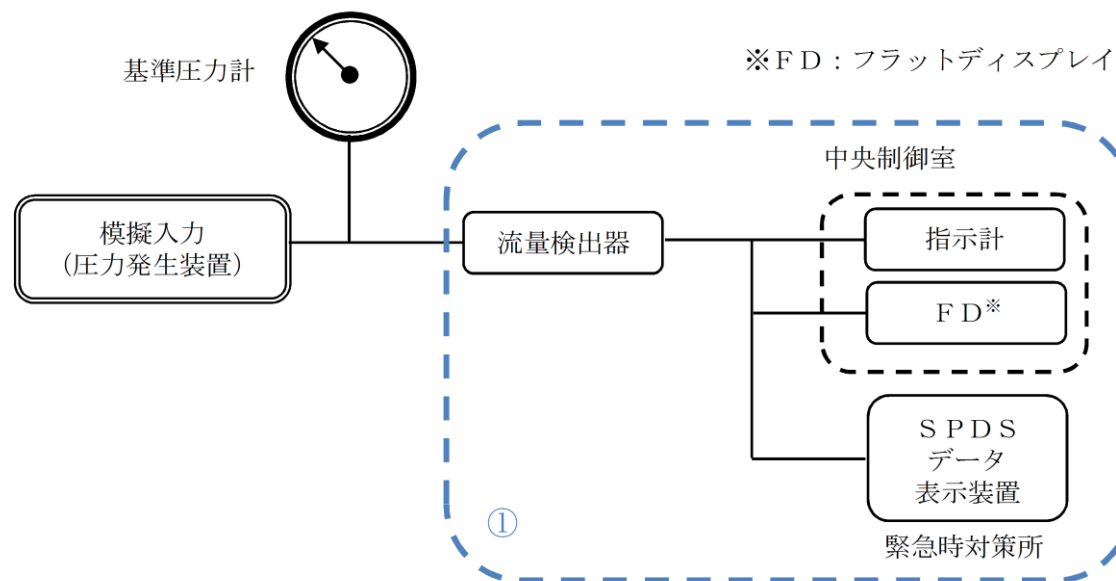 基準圧力計
※ＦＤ：フラットディスプレイ
中央制御室
模擬入力
（圧力発生装置）
流量検出器
指示計
ＦＤ※
ＳＰＤＳ
データ
表示装置
①
緊急時対策所